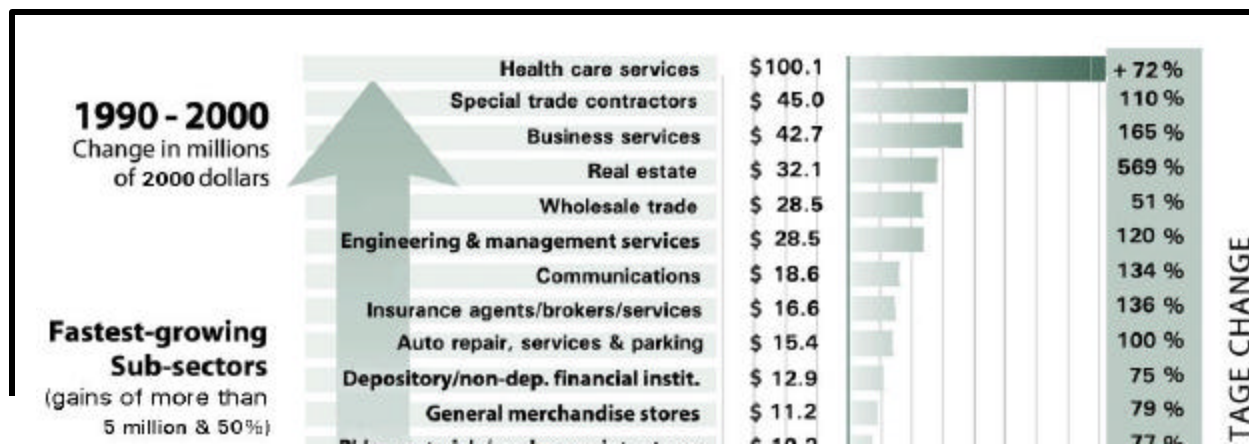 Health care services $100.1 + 72 %
Special trade contractors $ 45.0 110 %
1990 - 2000
Business services $ 42.7 165 %
Change in millions
of 2000 dollars
Real estate $ 32.1 569 %
Wholesale trade $ 28.5 51 %
Engineering & management services $ 28.5 120 %
Communications $ 18.6 134 %
Insurance agents/brokers/services $ 16.6 136 %
Fastest-growing
Sub-sectors
Auto repair, services & parking $ 15.4 100 %
Depository/non-dep. financial instit. $ 12.9 75 %
(gains of more than
5 million & 50%)
General merchandise stores $ 11.2 79 %
77 %
TAGE CHANGE